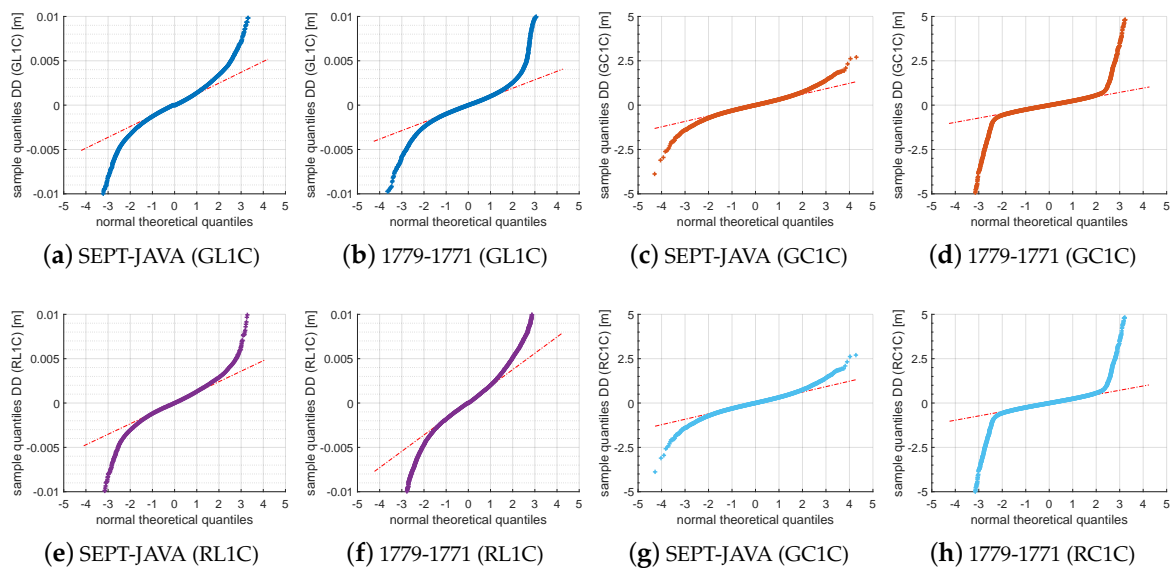 sample quantiles DD (GL1C) [m]
0.01
0.005
0
-0.005
-0.01
-5 -4 -3 -2 -1 0 1 2 3 4 5
normal theoretical quantiles
(a) SEPT-JAVA (GL1C)
sample quantiles DD (GL1C) [m]
0.01
0.005
0
-0.005
-0.01
-5 -4 -3 -2 -1 0 1 2 3 4 5
normal theoretical quantiles
(b) 1779-1771 (GL1C)
sample quantiles DD (GC1C) [m]
5
2.5
0
-2.5
-5
-5 -4 -3 -2 -1 0 1 2 3 4 5
normal theoretical quantiles
(c) SEPT-JAVA (GC1C)
sample quantiles DD (GC1C) [m]
5
2.5
0
-2.5
-5
-5 -4 -3 -2 -1 0 1 2 3 4 5
normal theoretical quantiles
(d) 1779-1771 (GC1C)
sample quantiles DD (RL1C) [m]
0.01
0.005
0
-0.005
-0.01
-5 -4 -3 -2 -1 0 1 2 3 4 5
normal theoretical quantiles
(e) SEPT-JAVA (RL1C)
sample quantiles DD (RL1C) [m]
0.01
0.005
0
-0.005
-0.01
-5 -4 -3 -2 -1 0 1 2 3 4 5
normal theoretical quantiles
(f) 1779-1771 (RL1C)
sample quantiles DD (RC1C) [m]
5
2.5
0
-2.5
-5
-5 -4 -3 -2 -1 0 1 2 3 4 5
normal theoretical quantiles
(g) SEPT-JAVA (GC1C)
sample quantiles DD (RC1C) [m]
5
2.5
0
-2.5
-5
-5 -4 -3 -2 -1 0 1 2 3 4 5
normal theoretical quantiles
(h) 1779-1771 (RC1C)